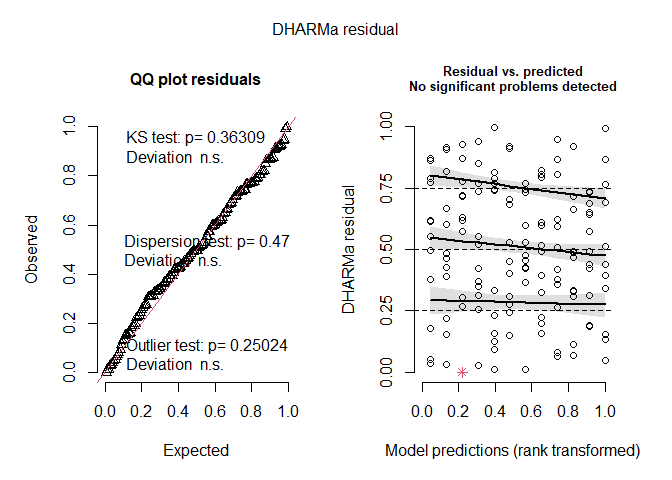 DHARMa residual
QQ plot residuals
KS test: p= 0.36309
Deviation n.s.
Dispersion test: p= 0.47
Deviation n.s.
Outlier test: p= 0.25024
Deviation n.s.
Observed
0.0 0.2 0.4 0.6 0.8 1.0
0.0 0.2 0.4 0.6 0.8 1.0
Expected
Residual vs. predicted
No significant problems detected
DHARMa residual
0.00 0.25 0.50 0.75 1.00
0.0 0.2 0.4 0.6 0.8 1.0
Model predictions (rank transformed)